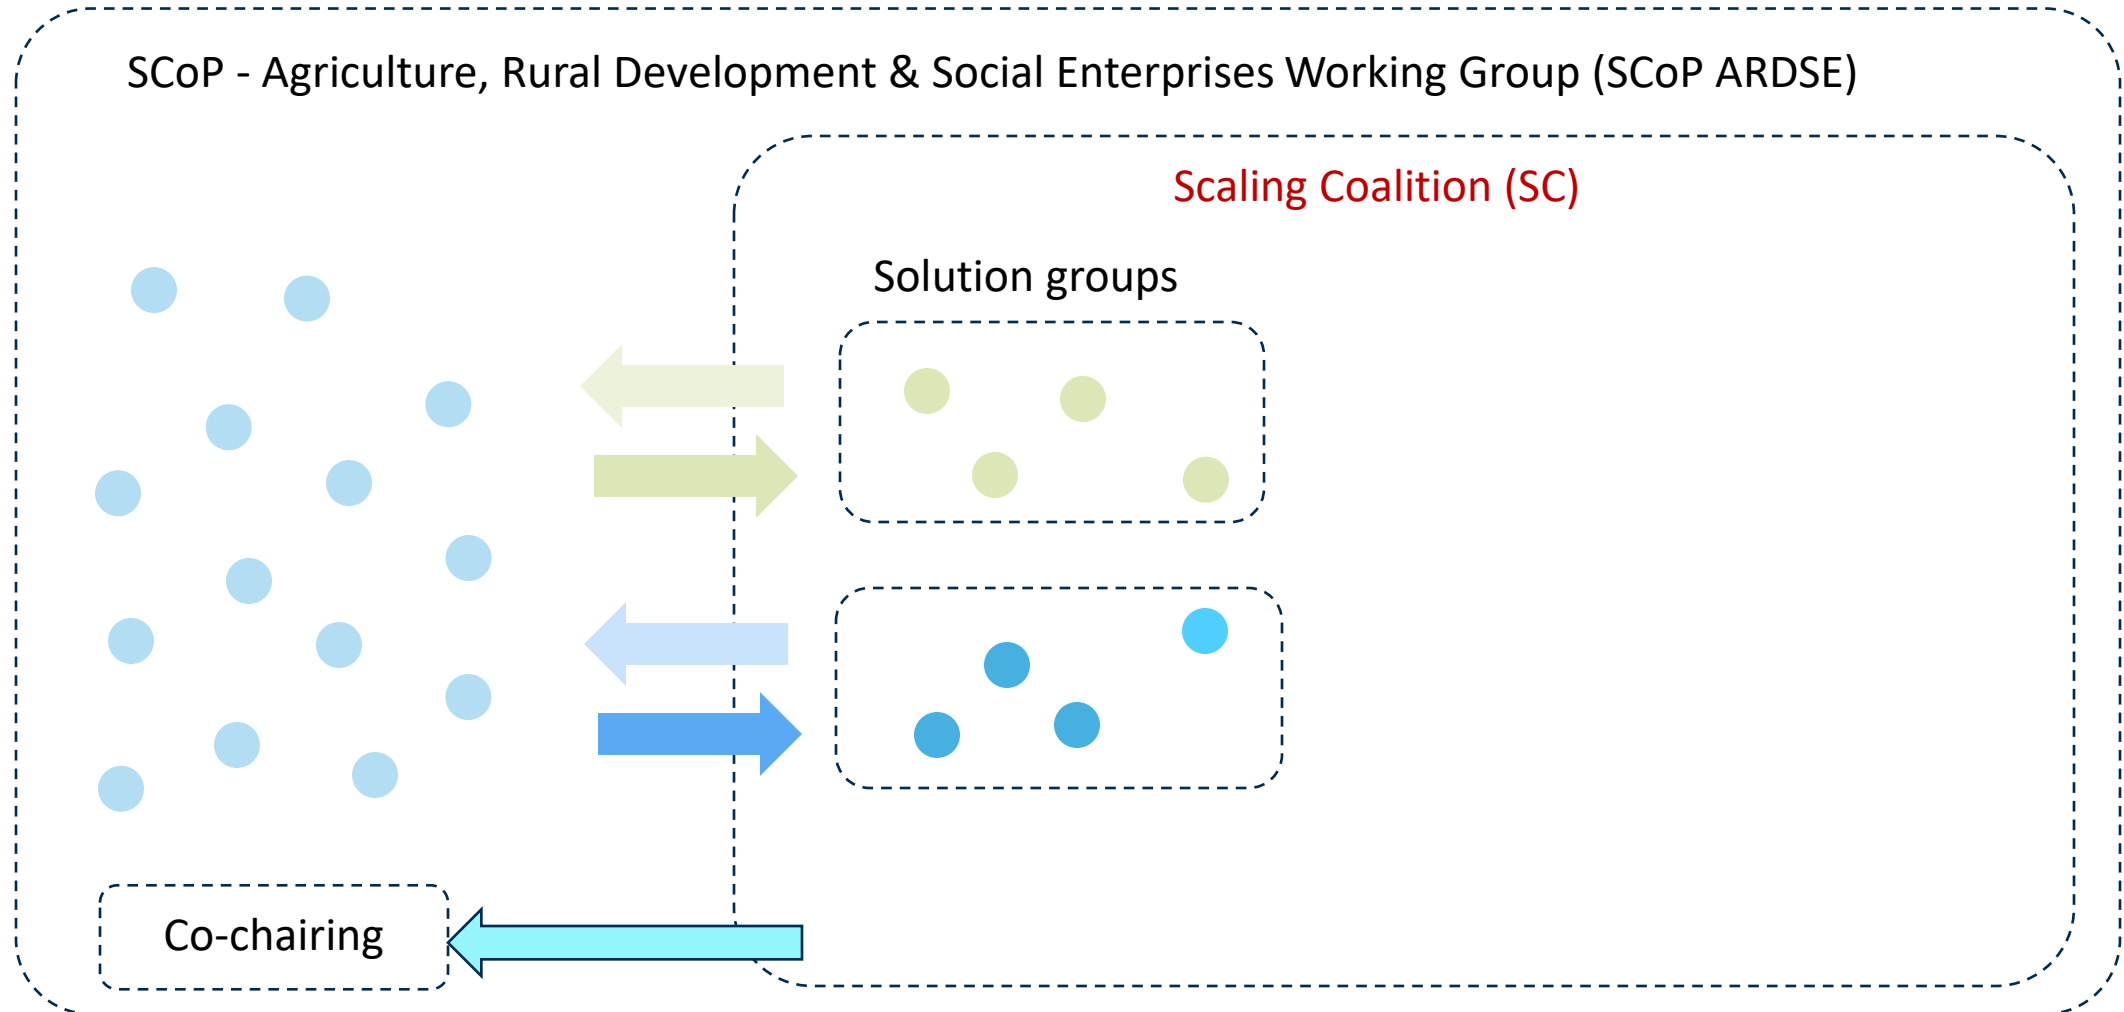 SCoP - Agriculture, Rural Development & Social Enterprises Working Group (SCoP ARDSE)
Scaling Coalition (SC)
Solution groups
Co-chairing